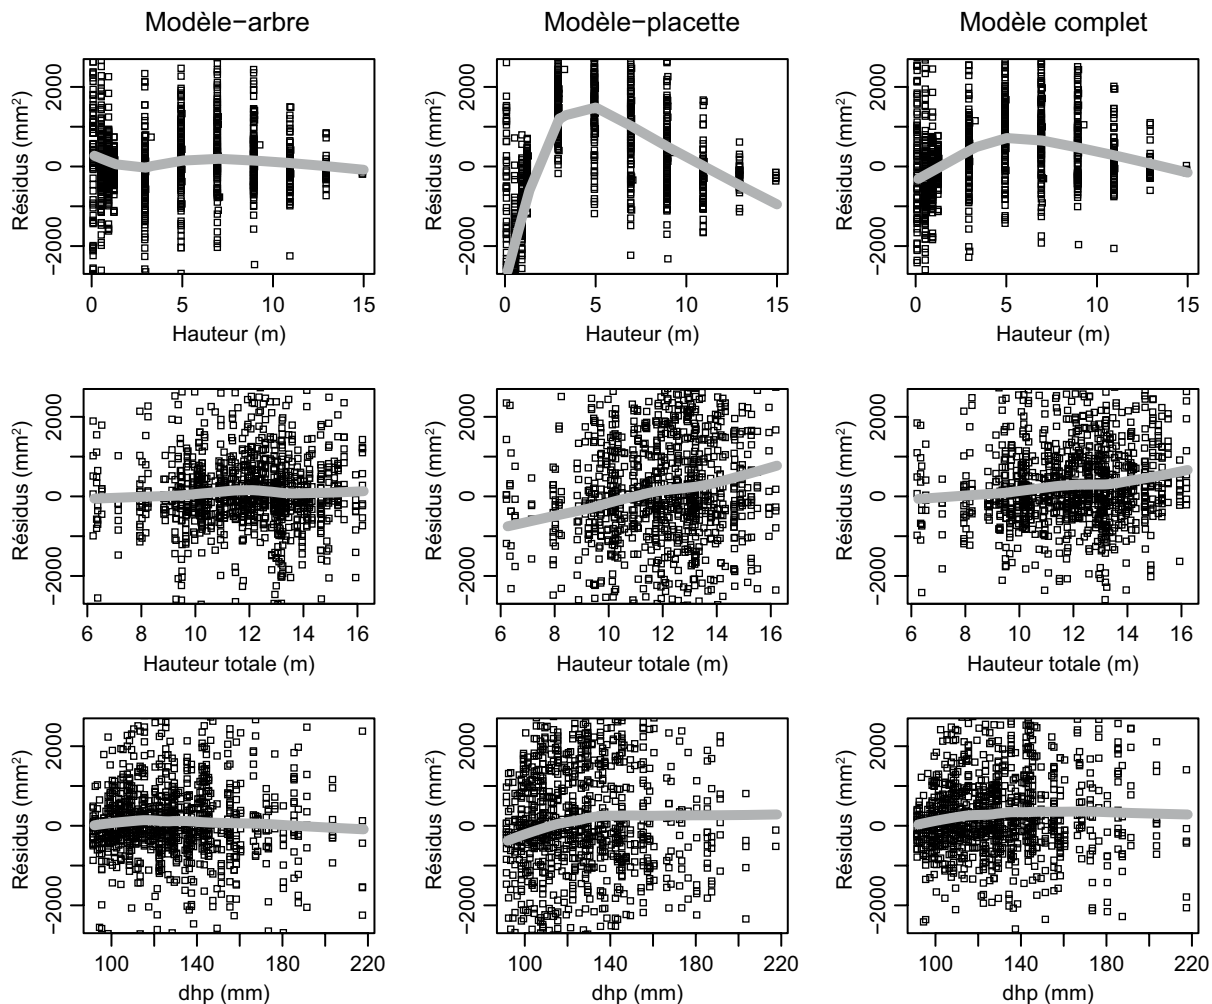 Modèle−arbre Modèle−placette Modèle complet
Résidus (mm²) Résidus (mm²) Résidus (mm²)
2000 2000 2000
0 0 0
−2000 −2000 −2000
0 5 10 15 0 5 10 15 0 5 10 15
Hauteur (m) Hauteur (m) Hauteur (m)
Résidus (mm²) Résidus (mm²) Résidus (mm²)
2000 2000 2000
0 0 0
−2000 −2000 −2000
6 8 10 12 14 16 6 8 10 12 14 16 6 8 10 12 14 16
Hauteur totale (m) Hauteur totale (m) Hauteur totale (m)
Résidus (mm²) Résidus (mm²) Résidus (mm²)
2000 2000 2000
0 0 0
−2000 −2000 −2000
100 140 180 220 100 140 180 220 100 140 180 220
dhp (mm) dhp (mm) dhp (mm)